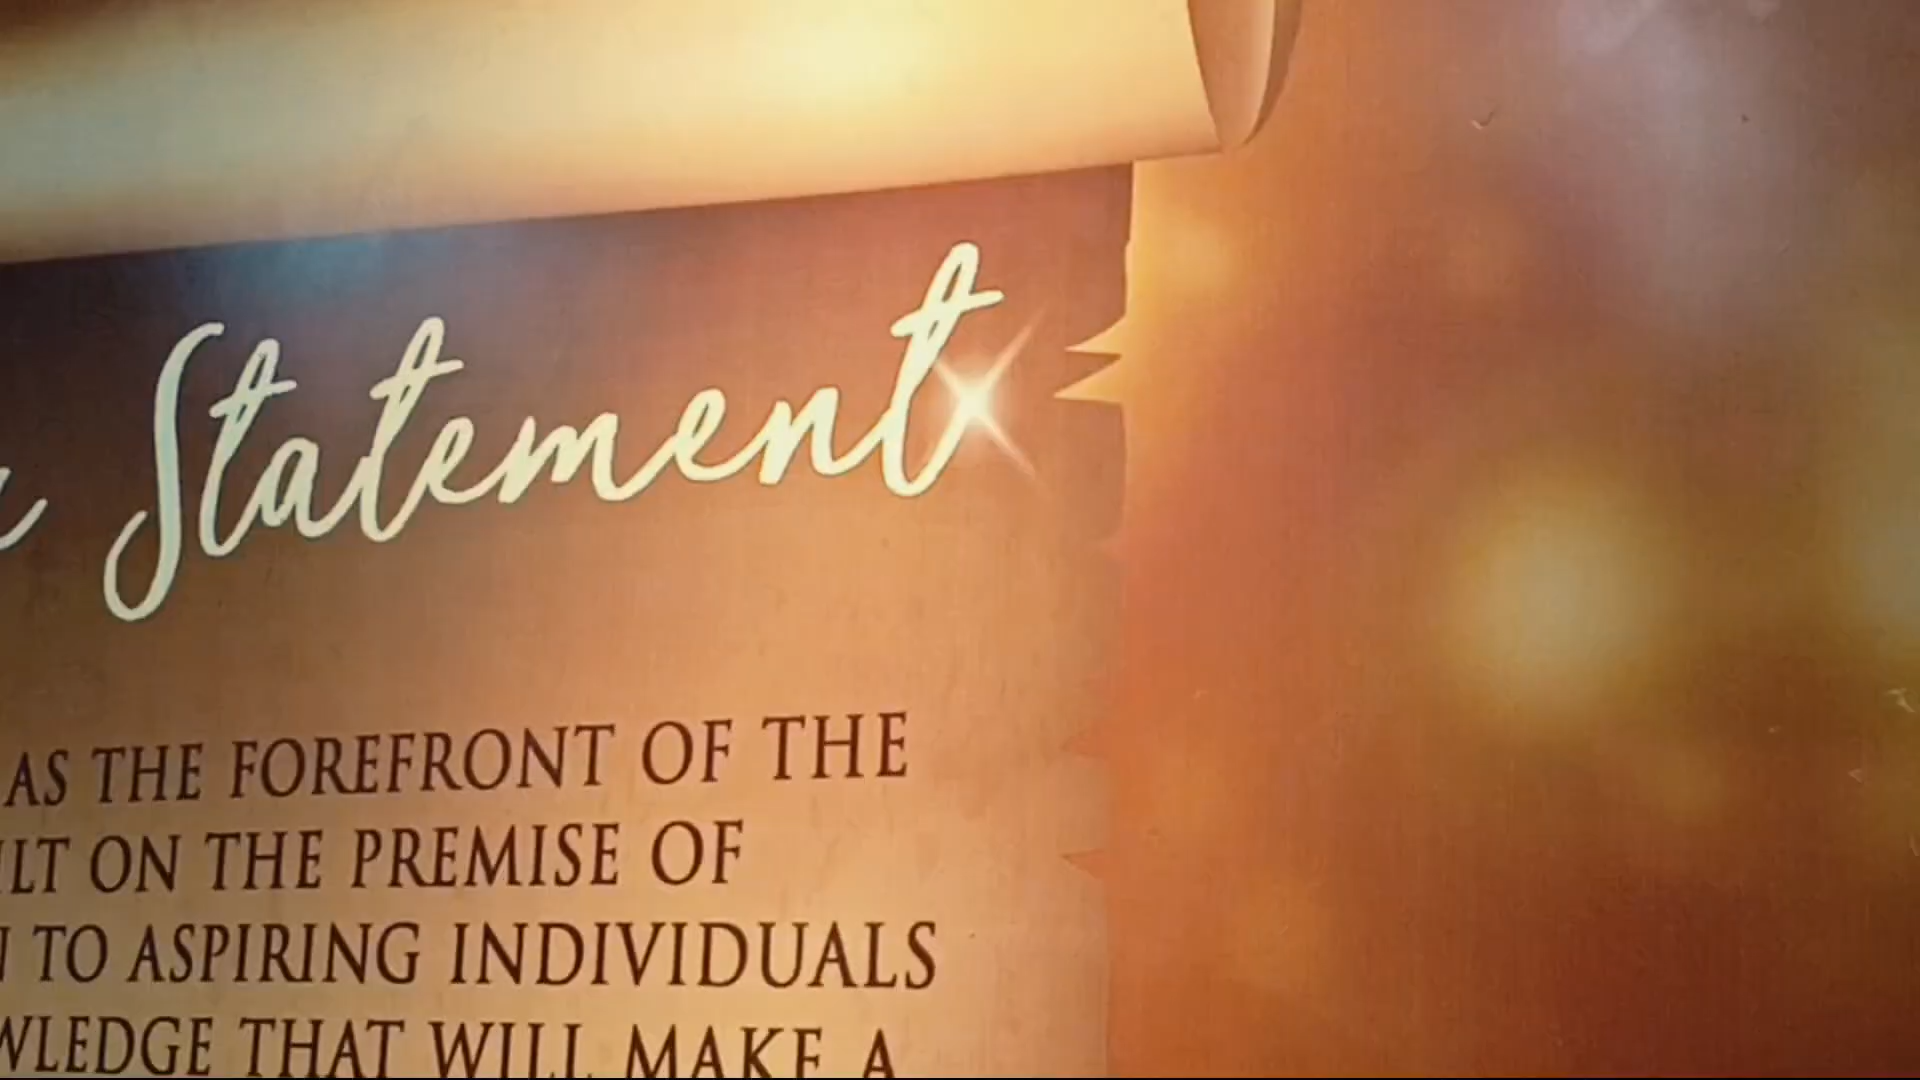 Statement
AS THE FOREFRONT OF THE
ON THE PREMISE OF
TO ASPIRING INDIVIDUALS
THAT WILL MAKE A